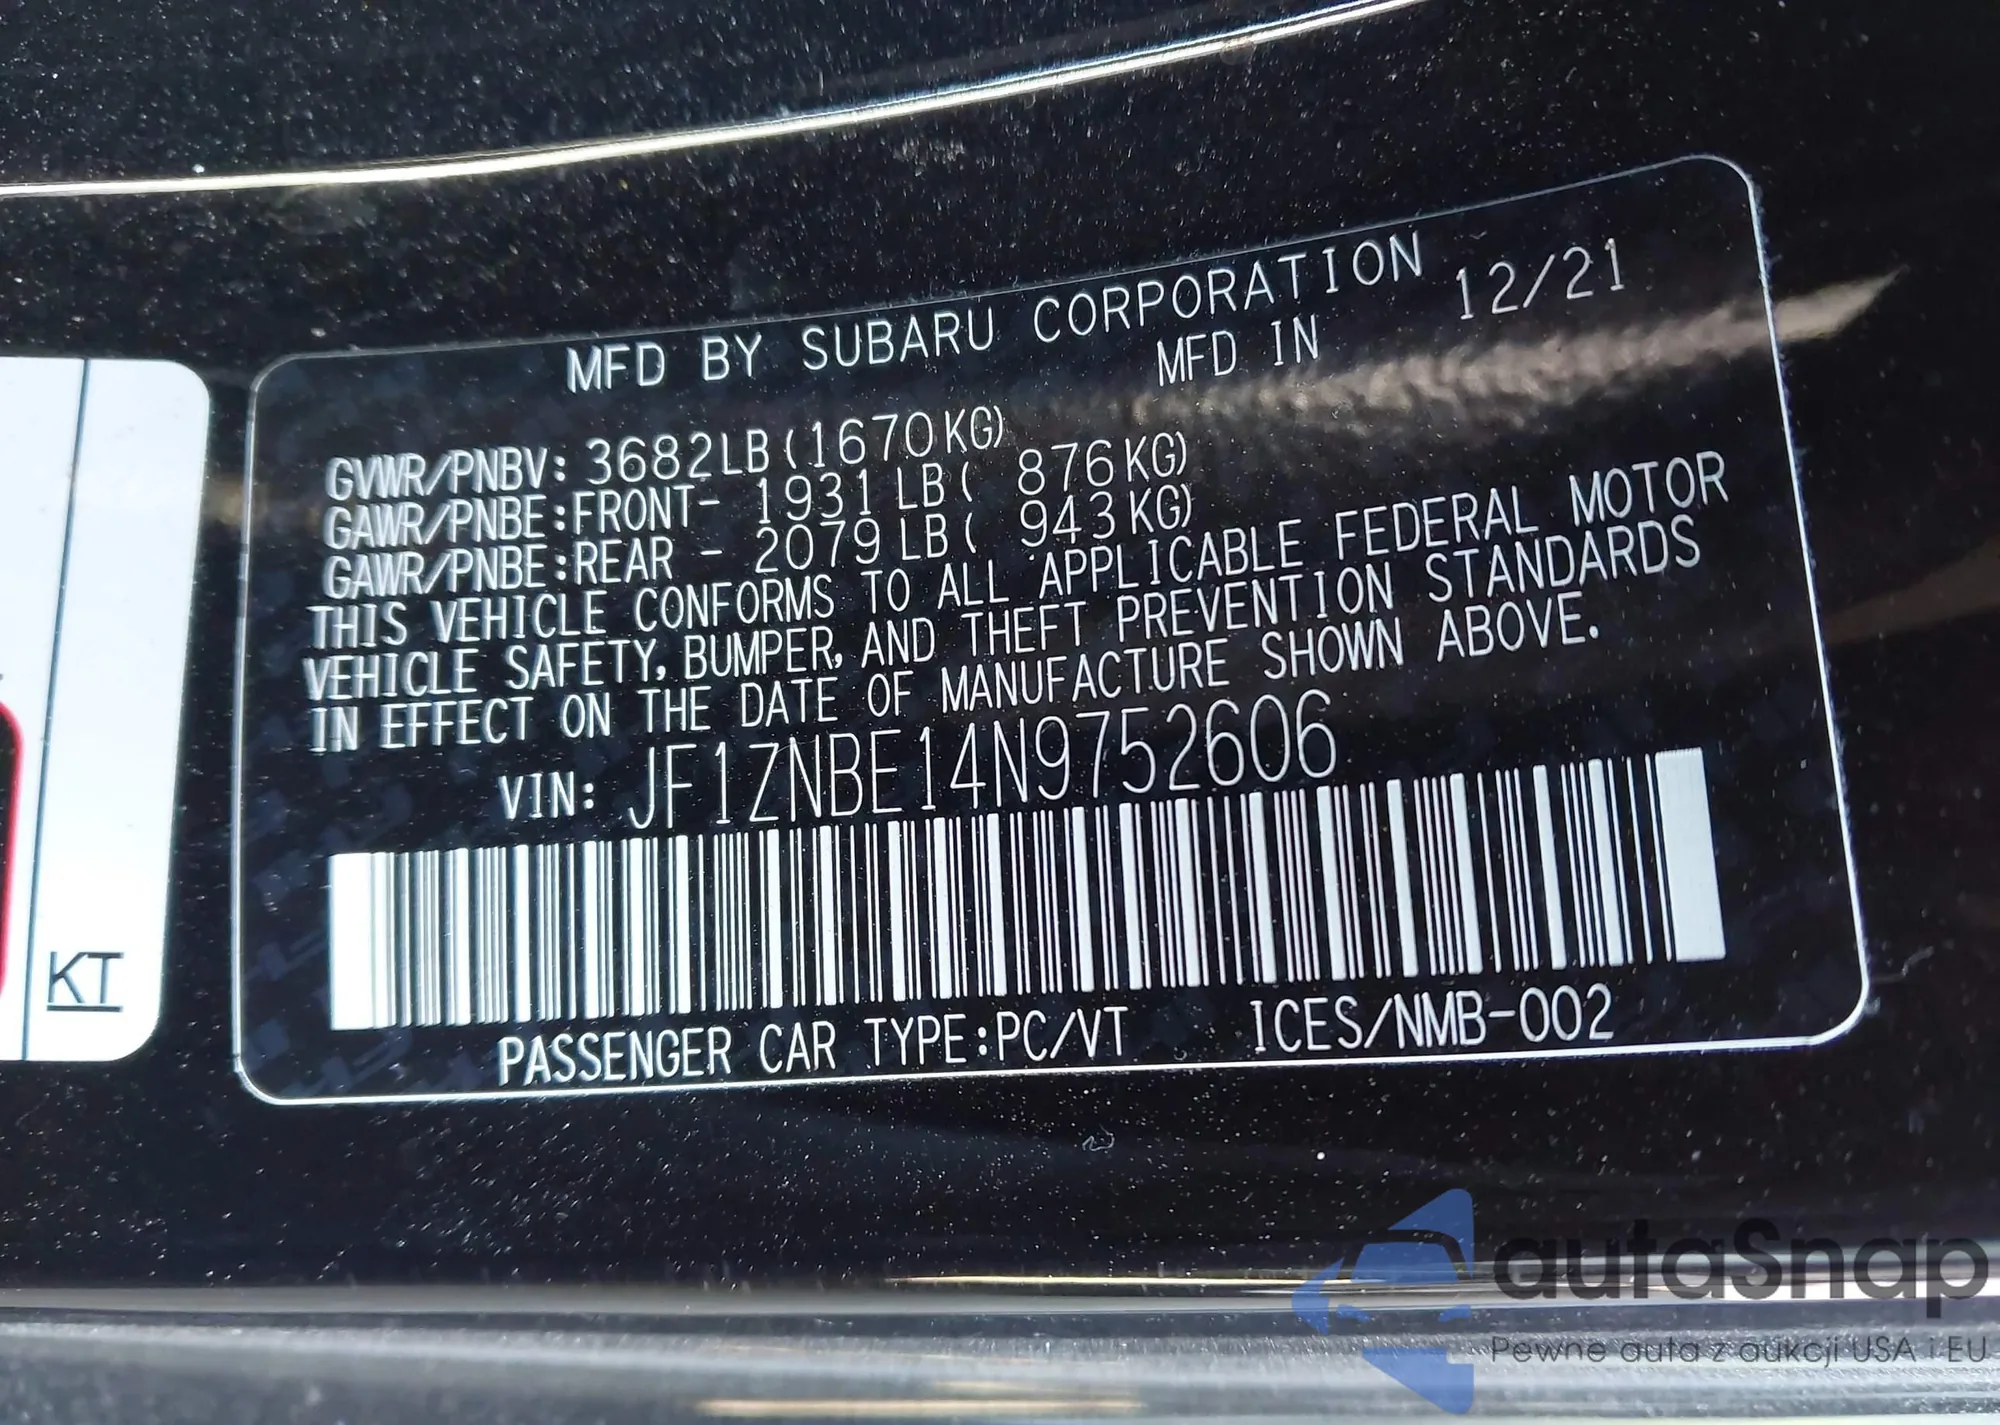 MFD BY SUBARU CORPORATION
MFD IN 12/21
GVWR/PNBV: 3682LB(1670KG)
GAWR/PNBE:FRONT- 1931LB( 876KG)
GAWR/PNBE:REAR - 2079LB( 943KG)
THIS VEHICLE CONFORMS TO ALL APPLICABLE FEDERAL MOTOR
VEHICLE SAFETY, BUMPER, AND THEFT PREVENTION STANDARDS
IN EFFECT ON THE DATE OF MANUFACTURE SHOWN ABOVE.
VIN: JF1ZNBE14N9752606
PASSENGER CAR TYPE:PC/VT ICES/NMB-002
KT
autaSnap
Pewne auta z aukcji USA i EU